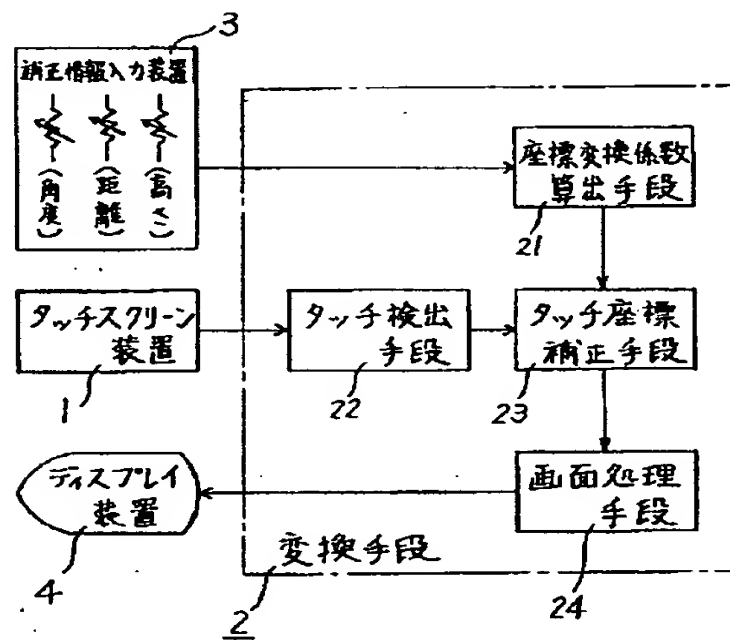 3
補正情報入力装置
(角度)
(距離)
(高さ)
座標変換係数
算出手段
21
タッチスクリーン
装置
1
タッチ検出
手段
22
タッチ座標
補正手段
23
ディスプレイ
装置
4
画面処理
手段
24
変換手段
2